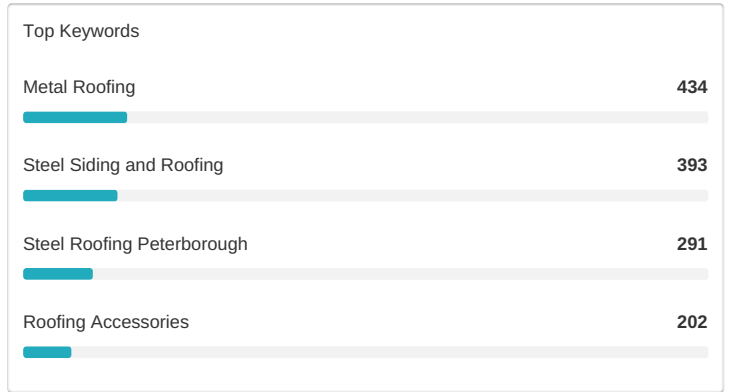 Top Keywords
Metal Roofing 434
Steel Siding and Roofing 393
Steel Roofing Peterborough 291
Roofing Accessories 202